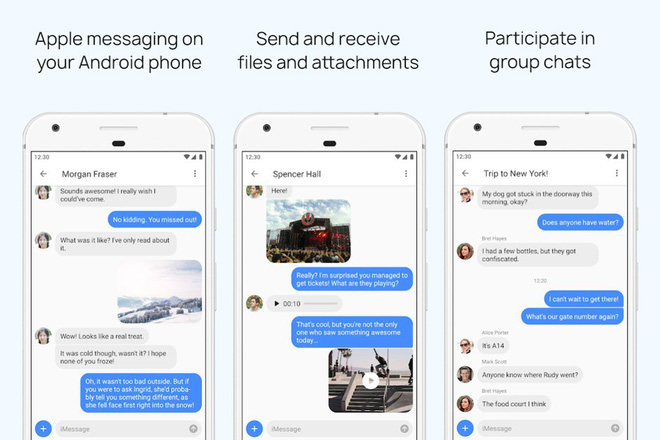 Apple messaging on
your Android phone
12:30
Morgan Fraser
Sounds awesome! I really wish I
could've come.
No kidding. You missed out!
What was it like? I've only read about
it.
Wow! Looks like a real treat.
It was cold though, wasn't it? I hope
none of you froze!
Oh, it wasn't too bad outside. But if
you were to ask Ingrid, she'd proba-
bly tell you something different, as
she fell face first right into the snow!
iMessage
Send and receive
files and attachments
12:30
Spencer Hall
Here!
Really? I'm surprised you managed to
get tickets! What are they playing?
00:10
That's cool, but you're not the only
one who saw something awesome
today...
iMessage
Participate in
group chats
12:30
Trip to New York!
My dog got stuck in the doorway this
morning, okay?
Does anyone have water?
Bret Hayes
I had a few bottles, but they got
confiscated.
12:20
I can't wait to get there!
What's our gate number again?
Alice Porter
It's A14
Mark Scott
Anyone know where Rudy went?
Bret Hayes
The food court I think
iMessage